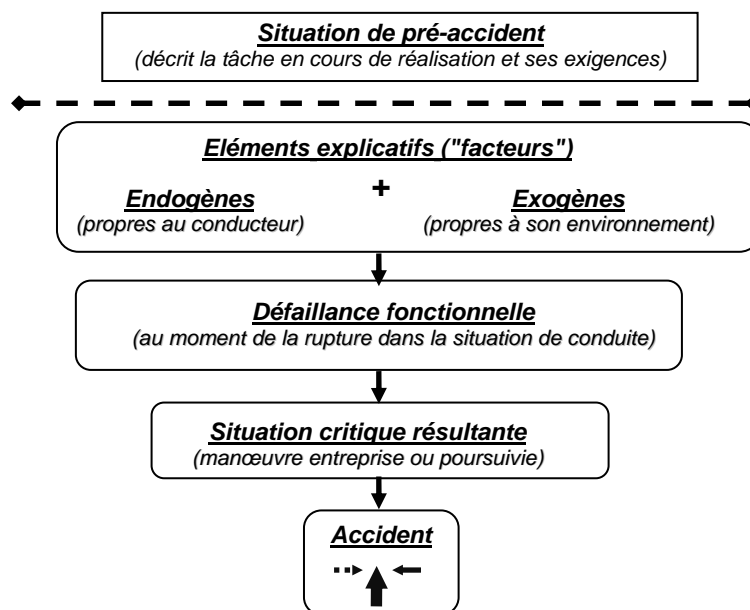 Situation de pré-accident
(décrit la tâche en cours de réalisation et ses exigences)
Eléments explicatifs ("facteurs")
+
Endogènes
(propres au conducteur)
Exogènes
(propres à son environnement)
Défaillance fonctionnelle
(au moment de la rupture dans la situation de conduite)
Situation critique résultante
(manœuvre entreprise ou poursuivie)
Accident